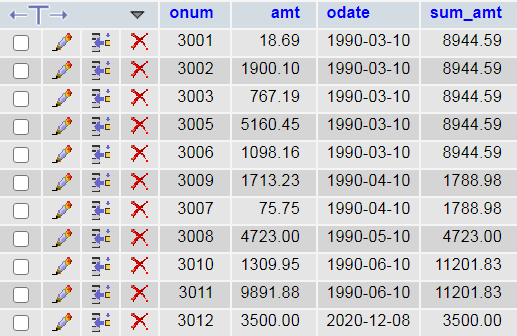 onum amt odate sum_amt
3001 18.69 1990-03-10 8944.59
3002 1900.10 1990-03-10 8944.59
3003 767.19 1990-03-10 8944.59
3005 5160.45 1990-03-10 8944.59
3006 1098.16 1990-03-10 8944.59
3009 1713.23 1990-04-10 1788.98
3007 75.75 1990-04-10 1788.98
3008 4723.00 1990-05-10 4723.00
3010 1309.95 1990-06-10 11201.83
3011 9891.88 1990-06-10 11201.83
3012 3500.00 2020-12-08 3500.00